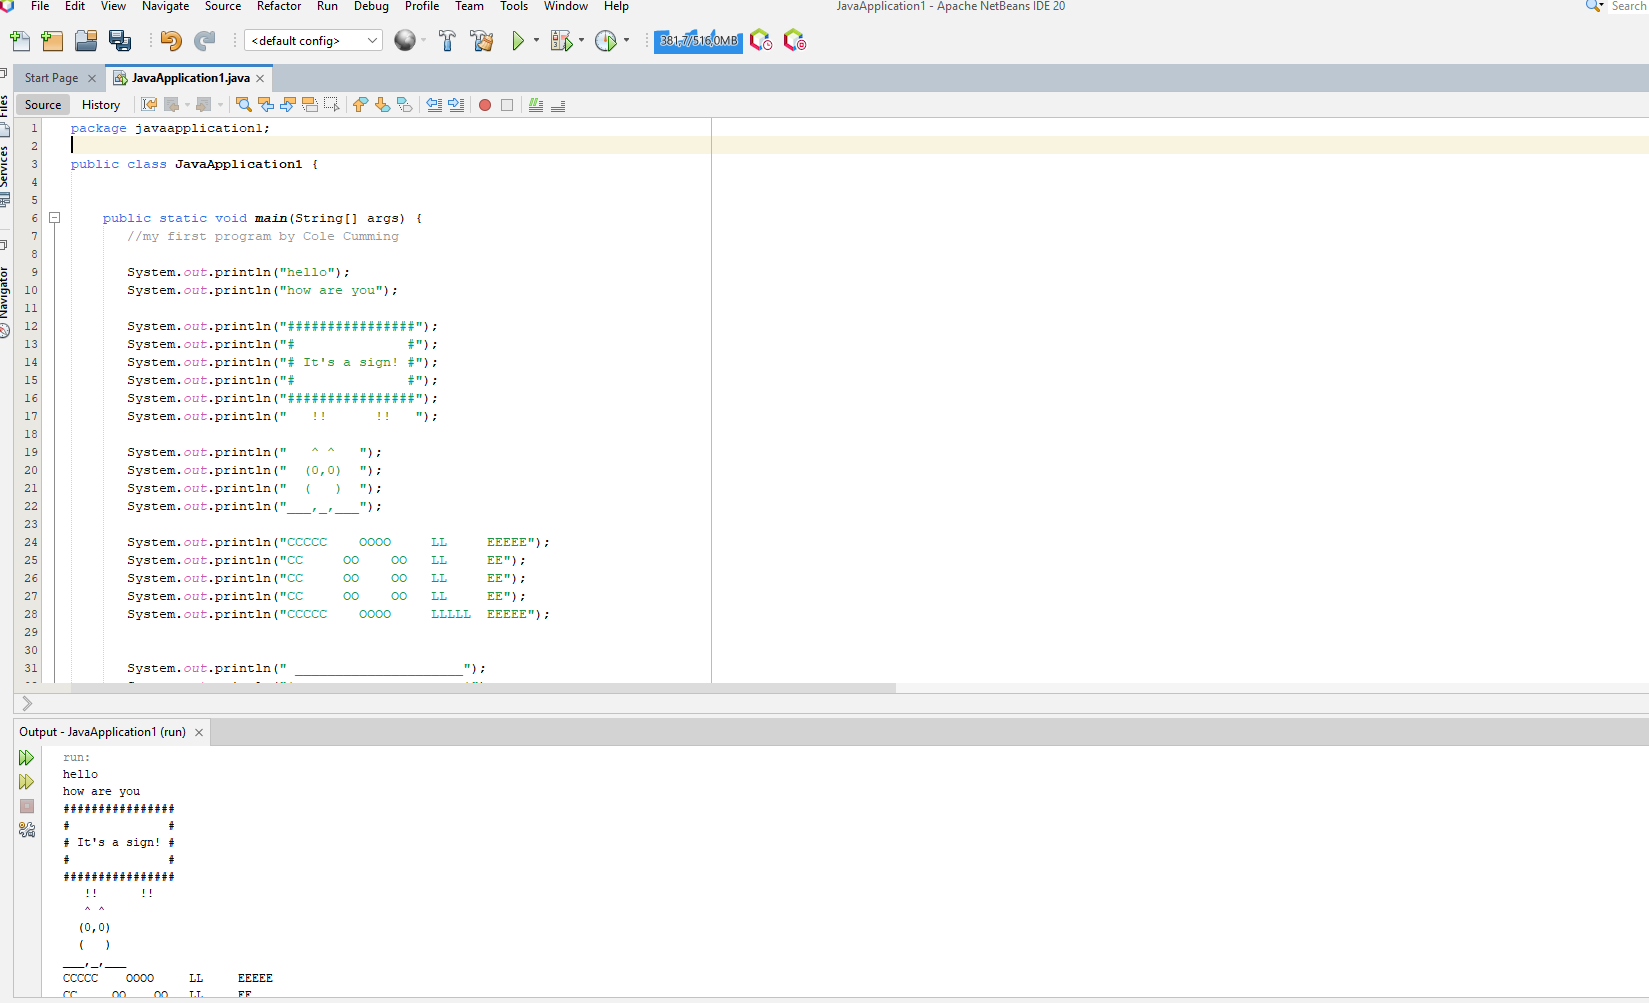 File Edit View Navigate Source Refactor Run Debug Profile Team Tools Window Help JavaApplication1 - Apache NetBeans IDE 20 Search
<default config> 381,7/516,0MB
Start Page JavaApplication1.java
Source History
Files
Services
Navigator
1 package javaapplication1;
2
3 public class JavaApplication1 {
4
5
6     public static void main(String[] args) {
7        //my first program by Cole Cumming
8
9        System.out.println("hello");
10        System.out.println("how are you");
11
12        System.out.println("################");
13        System.out.println("#              #");
14        System.out.println("# It's a sign! #");
15        System.out.println("#              #");
16        System.out.println("################");
17        System.out.println("   !!      !!   ");
18
19        System.out.println("   ^ ^   ");
20        System.out.println("  (0,0)  ");
21        System.out.println("  (   )  ");
22        System.out.println("___,_,___");
23
24        System.out.println("CCCCC    OOOO     LL     EEEEE");
25        System.out.println("CC     OO    OO   LL     EE");
26        System.out.println("CC     OO    OO   LL     EE");
27        System.out.println("CC     OO    OO   LL     EE");
28        System.out.println("CCCCC    OOOO     LLLLL  EEEEE");
29
30
31        System.out.println(" _____________________");
Output - JavaApplication1 (run)
run:
hello
how are you
################
#              #
# It's a sign! #
#              #
################
   !!      !!
   ^ ^
  (0,0)
  (   )
___,_,___
CCCCC    OOOO     LL     EEEEE
CC     OO    OO   LL     EE